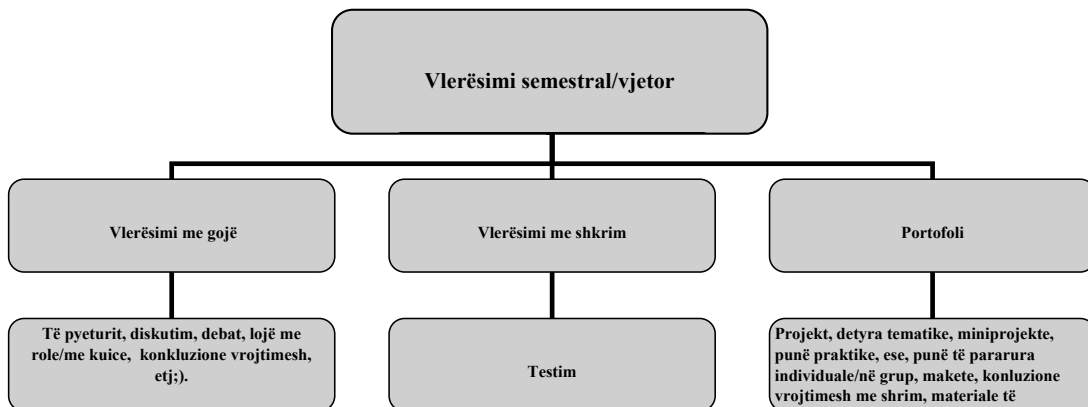 Vlerësimi semestral/vjetor
Vlerësimi me gojë
Vlerësimi me shkrim
Portofoli
Të pyeturit, diskutim, debat, lojë me
role/me kuice, konkluzione vrojtimesh,
etj;).
Testim
Projekt, detyra tematike, miniprojekte,
punë praktike, ese, punë të pararura
individuale/në grup, makete, konluzione
vrojtimesh me shrim, materiale të